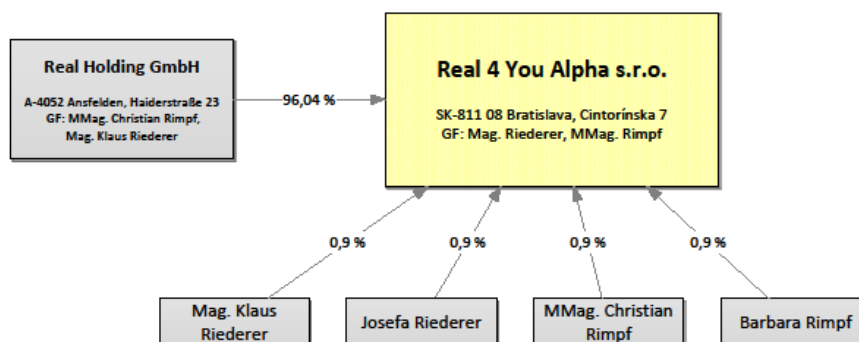 Real Holding GmbH
A-4052 Ansfelden, Haiderstraße 23
GF: MMag. Christian Rimpf,
Mag. Klaus Riederer
96,04 %
Real 4 You Alpha s.r.o.
SK-811 08 Bratislava, Cintorínska 7
GF: Mag. Riederer, MMag. Rimpf
0,9 %
0,9 %
0,9 %
0,9 %
Mag. Klaus
Riederer
Josefa Riederer
MMag. Christian
Rimpf
Barbara Rimpf